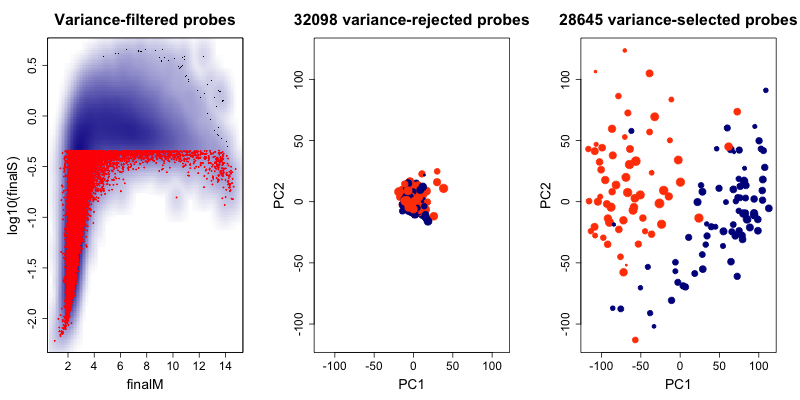 Variance-filtered probes
32098 variance-rejected probes
28645 variance-selected probes
log10(finalS)
0.5
0.0
-0.5
-1.0
-1.5
-2.0
2 4 6 8 10 12 14
finalM
PC2
100
50
0
-50
-100
-100 -50 0 50 100
PC1
PC2
100
50
0
-50
-100
-100 -50 0 50 100
PC1